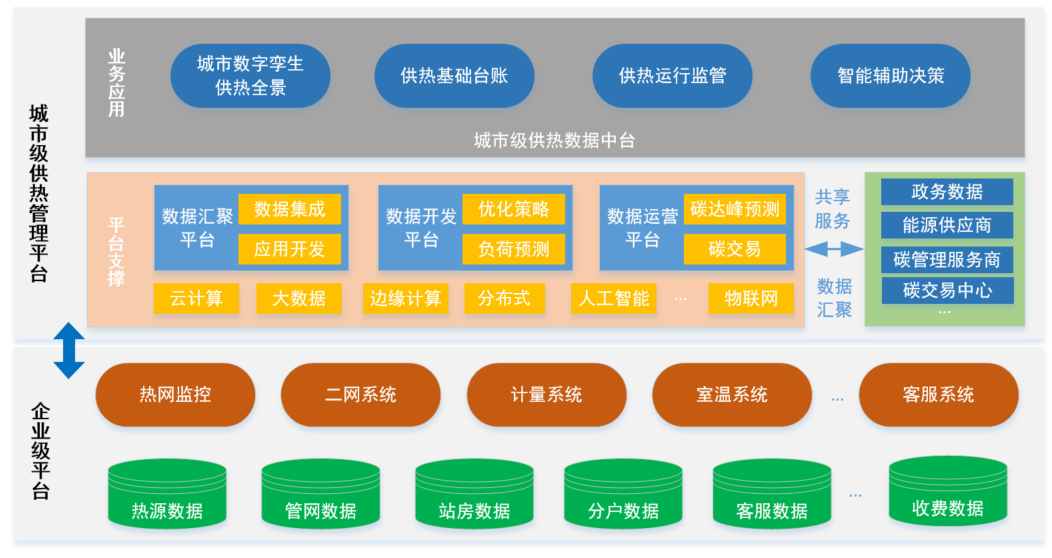 城市级供热管理平台
业务应用
城市数字孪生
供热全景
供热基础台账
供热运行监管
智能辅助决策
城市级供热数据中台
平台支撑
数据汇聚
平台
数据集成
应用开发
数据开发
平台
优化策略
负荷预测
数据运营
平台
碳达峰预测
碳交易
云计算
大数据
边缘计算
分布式
人工智能
...
物联网
共享
服务
数据
汇聚
政务数据
能源供应商
碳管理服务商
碳交易中心
...
企业级平台
热网监控
二网系统
计量系统
室温系统
...
客服系统
热源数据
管网数据
站房数据
分户数据
客服数据
...
收费数据